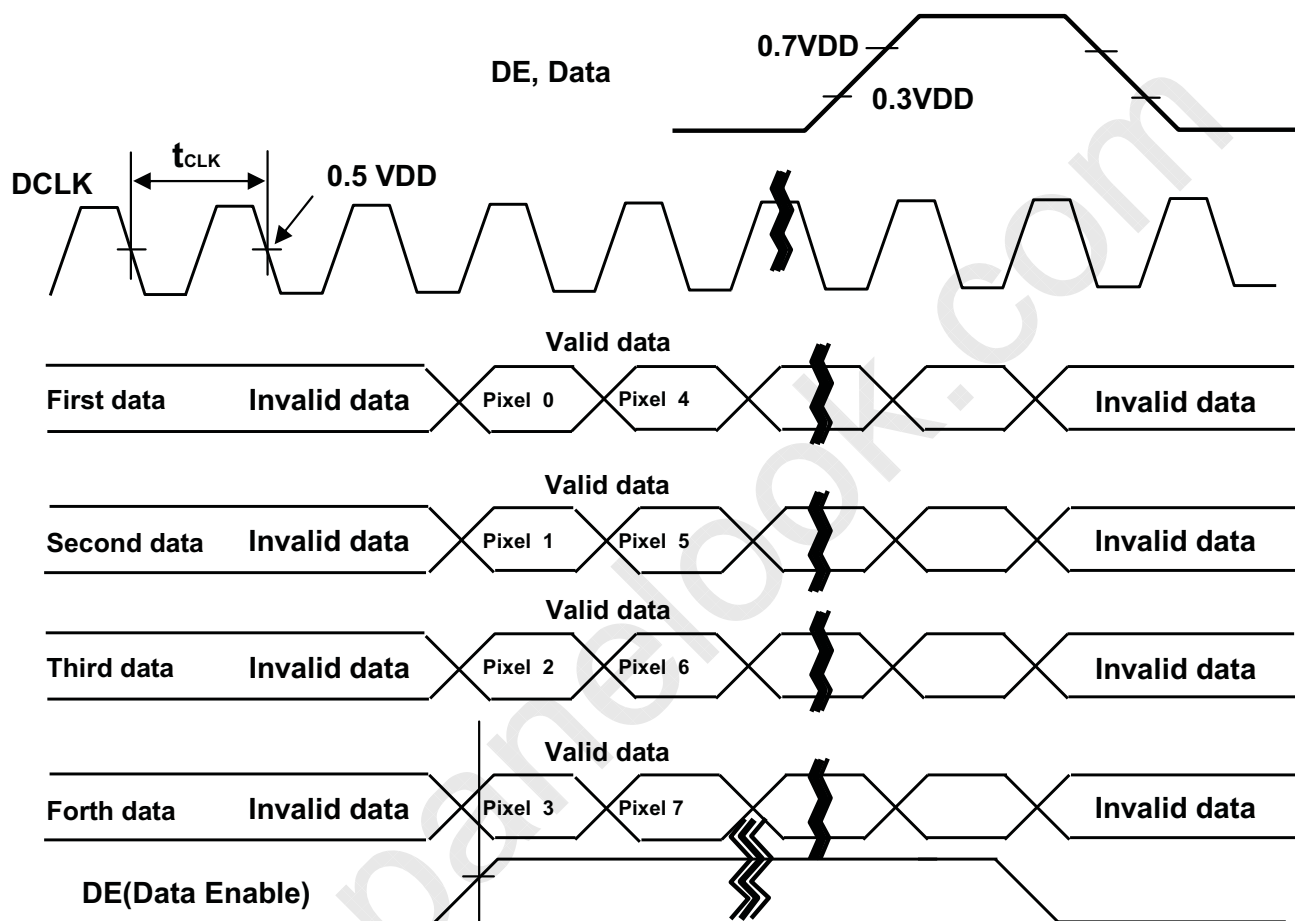 0.7VDD
DE, Data
0.3VDD
tCLK
DCLK
0.5 VDD
Valid data
First data Invalid data Pixel 0 Pixel 4 Invalid data
Valid data
Second data Invalid data Pixel 1 Pixel 5 Invalid data
Valid data
Third data Invalid data Pixel 2 Pixel 6 Invalid data
Valid data
Forth data Invalid data Pixel 3 Pixel 7 Invalid data
DE(Data Enable)
panelook.com